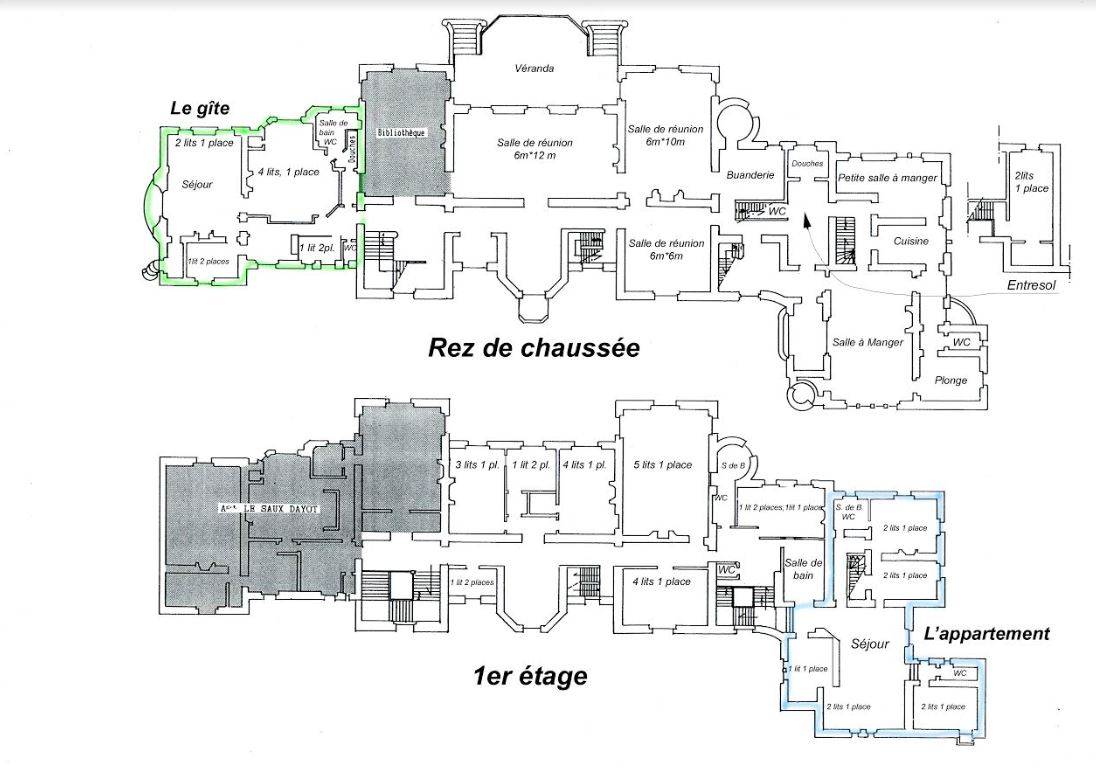 Le gîte
2 lits 1 place
Séjour
4 lits, 1 place
Salle de
bain
WC
Douches
1lit 2 places
1 lit 2pl.
WC
Bibliothèque
Véranda
Salle de réunion
6m*12 m
Salle de réunion
6m*10m
Salle de réunion
6m*6m
Buanderie
WC
Douches
Petite salle à manger
Cuisine
2lits
1 place
Entresol
Salle à Manger
WC
Plonge
Rez de chaussée
LE SAUX DAYOT
3 lits 1 pl.
1 lit 2 pl.
4 lits 1 pl.
5 lits 1 place
S de B
WC
1 lit 2 places,1lit 1 place
S. de B.
WC
2 lits 1 place
2 lits 1 place
1 lit 2 places
4 lits 1 place
WC
Salle de
bain
L'appartement
Séjour
1 lit 1 place
2 lits 1 place
WC
2 lits 1 place
1er étage